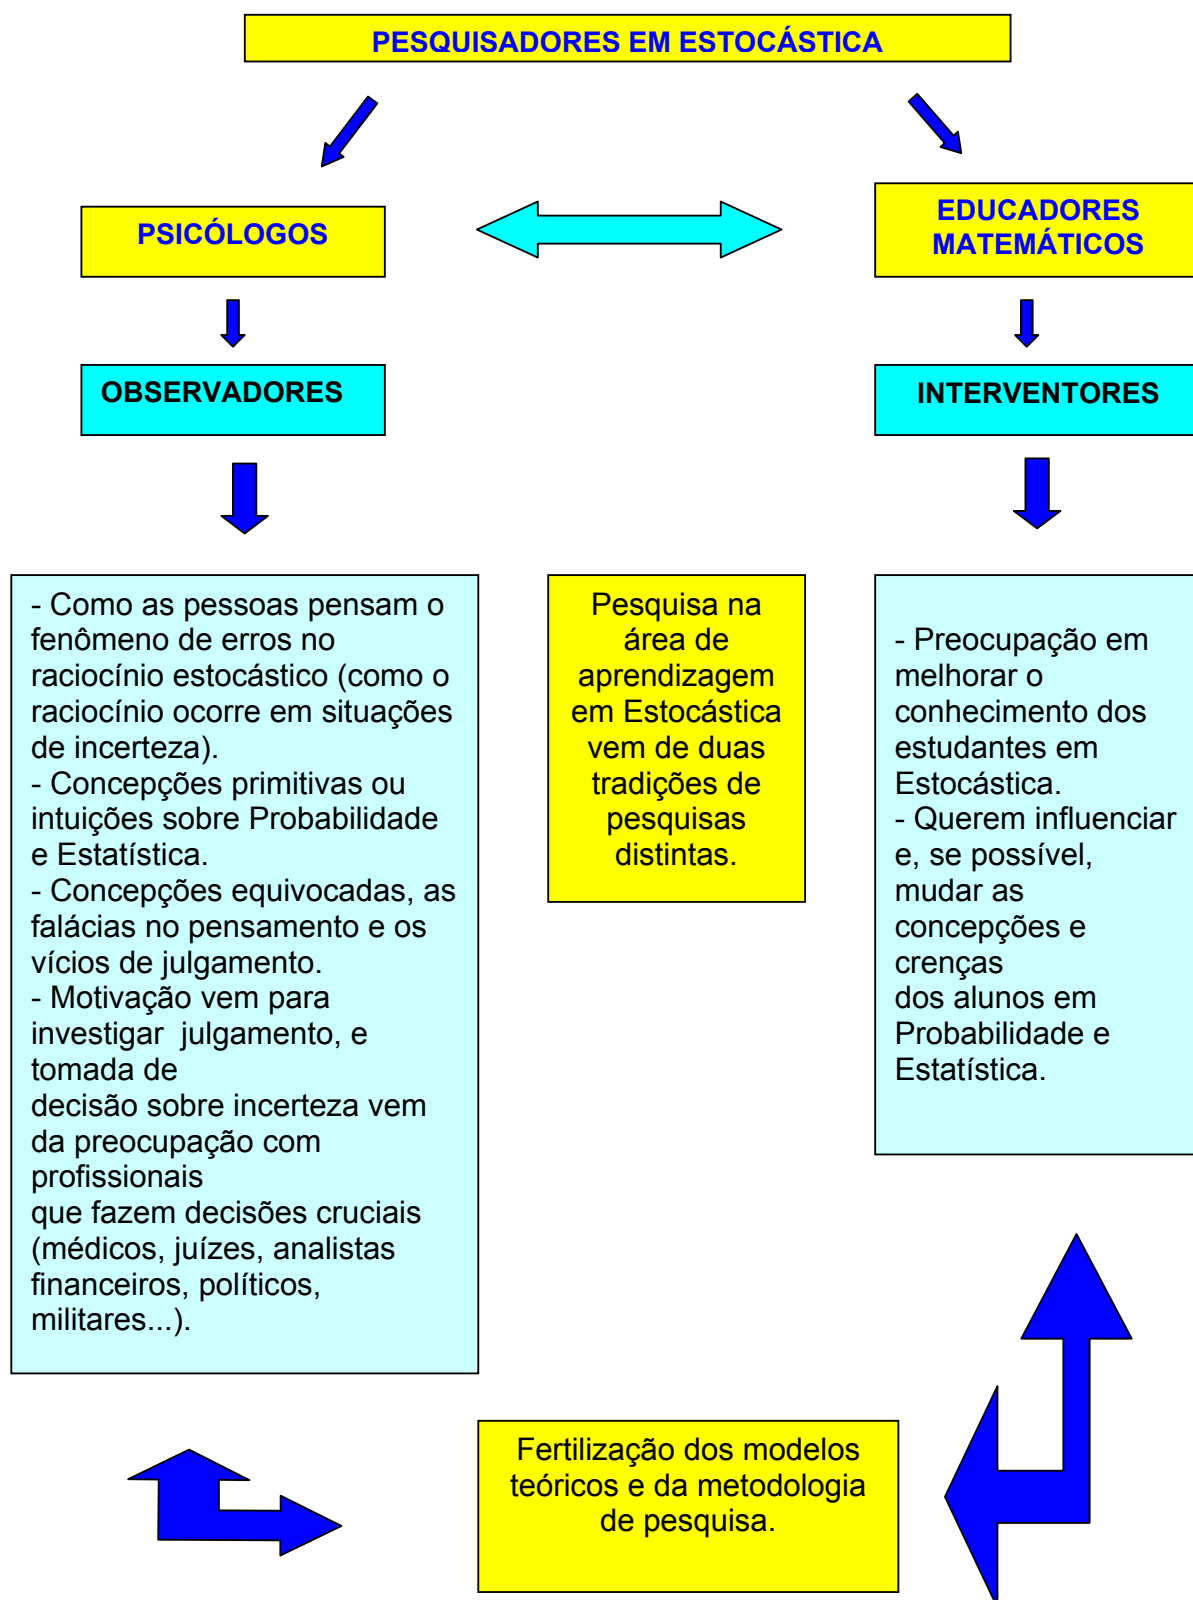 PESQUISADORES EM ESTOCÁSTICA
PSICÓLOGOS
EDUCADORES
MATEMÁTICOS
OBSERVADORES
INTERVENTORES
- Como as pessoas pensam o
fenômeno de erros no
raciocínio estocástico (como o
raciocínio ocorre em situações
de incerteza).
- Concepções primitivas ou
intuições sobre Probabilidade
e Estatística.
- Concepções equivocadas, as
falácias no pensamento e os
vícios de julgamento.
- Motivação vem para
investigar julgamento, e
tomada de
decisão sobre incerteza vem
da preocupação com
profissionais
que fazem decisões cruciais
(médicos, juízes, analistas
financeiros, políticos,
militares...).
Pesquisa na
área de
aprendizagem
em Estocástica
vem de duas
tradições de
pesquisas
distintas.
- Preocupação em
melhorar o
conhecimento dos
estudantes em
Estocástica.
- Querem influenciar
e, se possível,
mudar as
concepções e
crenças
dos alunos em
Probabilidade e
Estatística.
Fertilização dos modelos
teóricos e da metodologia
de pesquisa.